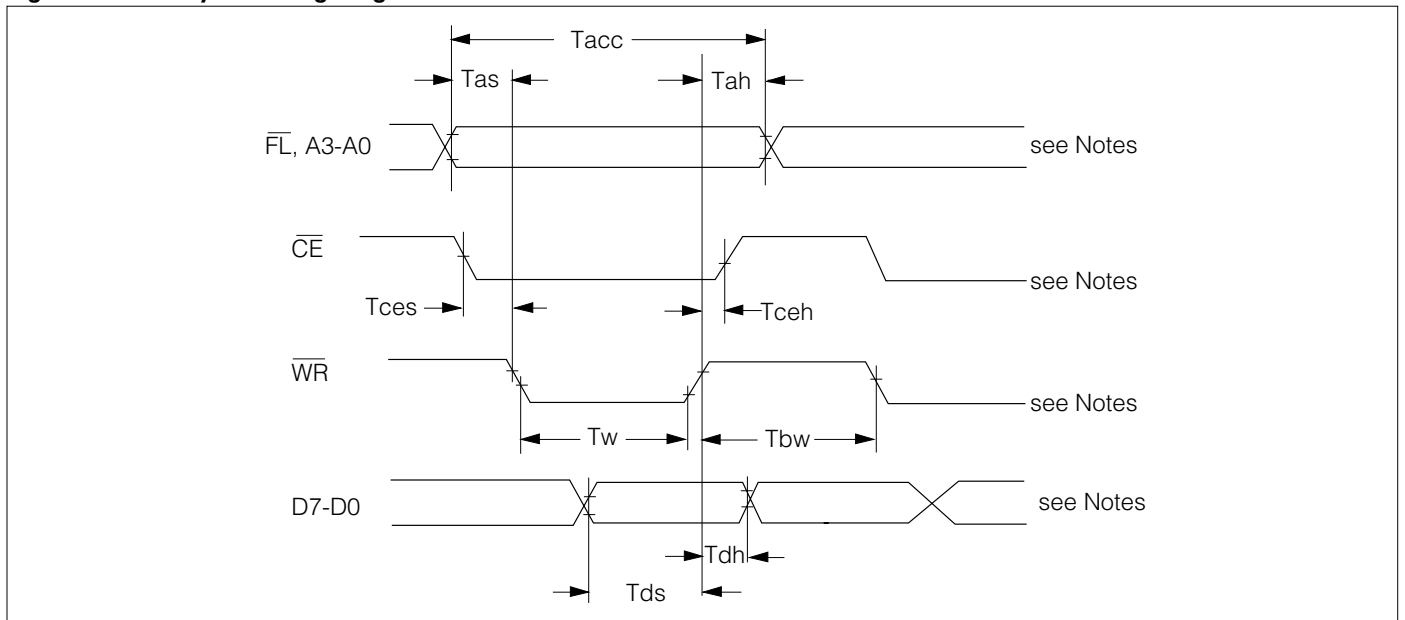 Tacc
Tas
Tah
FL, A3-A0
see Notes
CE
see Notes
Tces
Tceh
WR
see Notes
Tw
Tbw
D7-D0
see Notes
Tdh
Tds